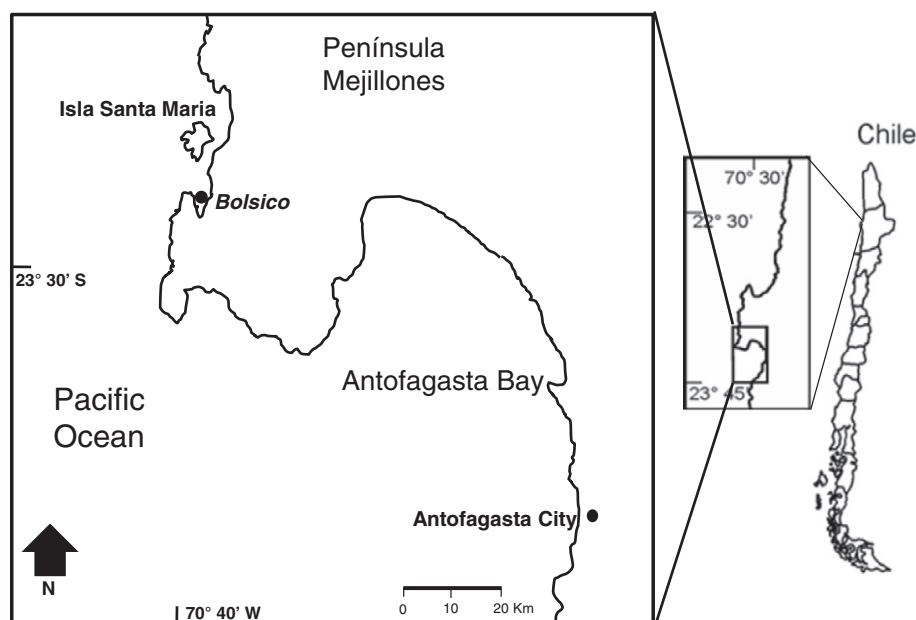 Península
Mejillones
Isla Santa Maria
Bolsico
23° 30' S
Antofagasta Bay
Pacific
Ocean
Antofagasta City
N
70° 40' W
0 10 20 Km
Chile
70° 30'
22° 30'
23° 45'